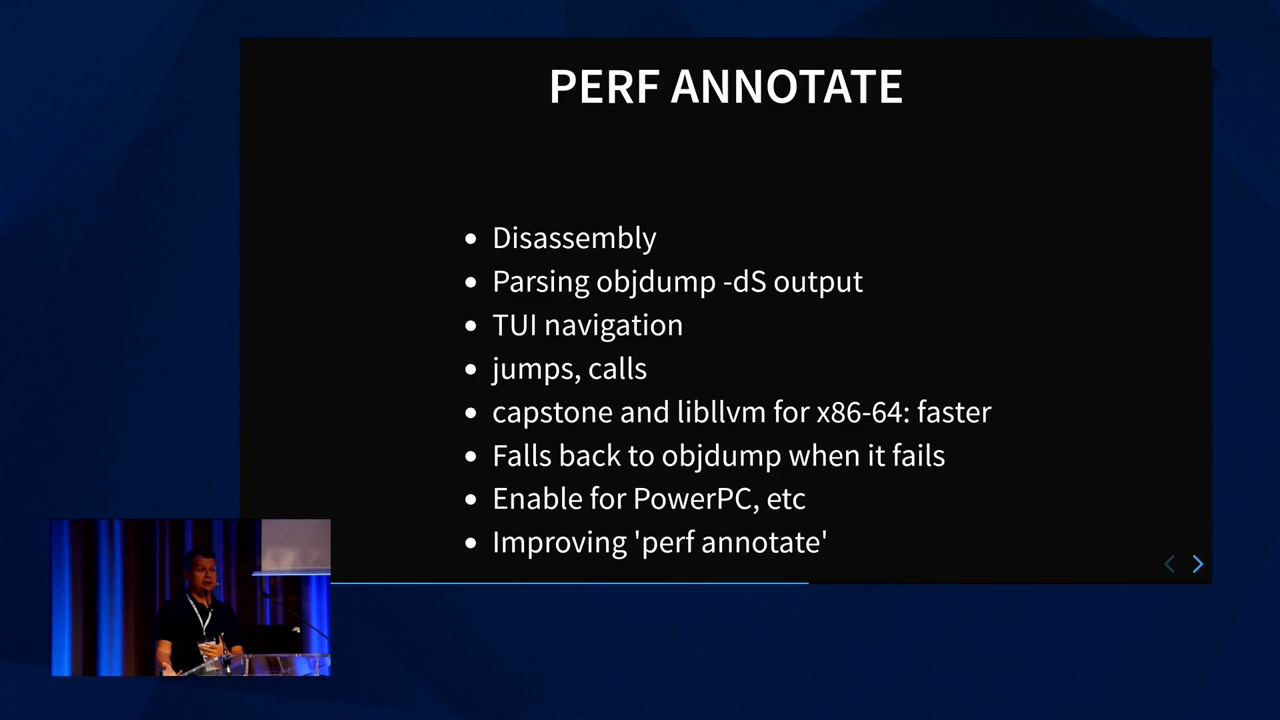 PERF ANNOTATE
Disassembly
Parsing objdump -dS output
TUI navigation
jumps, calls
capstone and libllvm for x86-64: faster
Falls back to objdump when it fails
Enable for PowerPC, etc
Improving 'perf annotate'